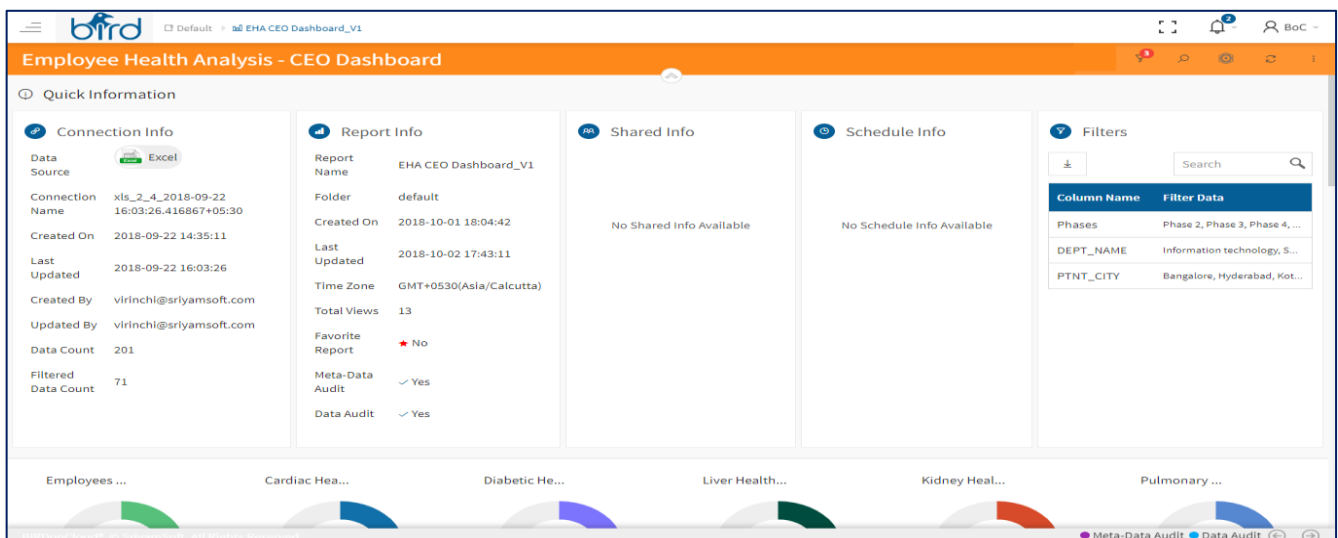 bird
Default > EHA CEO Dashboard_V1
2
BoC
Employee Health Analysis - CEO Dashboard
3
Quick Information
Connection Info
Data Source
Excel
Excel
Connection Name
xls_2_4_2018-09-22 16:03:26.416867+05:30
Created On
2018-09-22 14:35:11
Last Updated
2018-09-22 16:03:26
Created By
virinchi@sriyamsoft.com
Updated By
virinchi@sriyamsoft.com
Data Count
201
Filtered Data Count
71
Report Info
Report Name
EHA CEO Dashboard_V1
Folder
default
Created On
2018-10-01 18:04:42
Last Updated
2018-10-02 17:43:11
Time Zone
GMT+0530(Asia/Calcutta)
Total Views
13
Favorite Report
No
Meta-Data Audit
Yes
Data Audit
Yes
Shared Info
No Shared Info Available
Schedule Info
No Schedule Info Available
Filters
Search
Column Name Filter Data
Phases Phase 2, Phase 3, Phase 4, ...
DEPT_NAME Information technology, S...
PTNT_CITY Bangalore, Hyderabad, Kot...
Employees ...
Cardiac Hea...
Diabetic He...
Liver Health...
Kidney Heal...
Pulmonary ...
Meta-Data Audit Data Audit